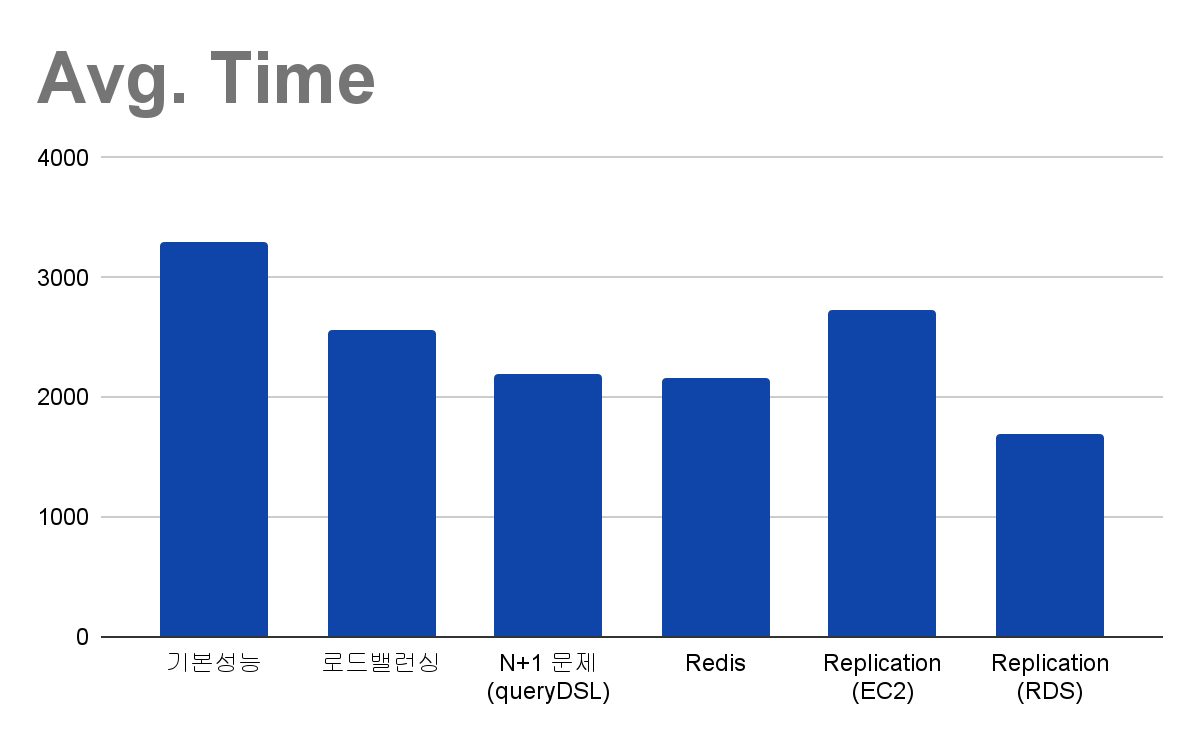 Avg. Time
4000
3000
2000
1000
0
기본성능
로드밸런싱
N+1 문제
(queryDSL)
Redis
Replication
(EC2)
Replication
(RDS)